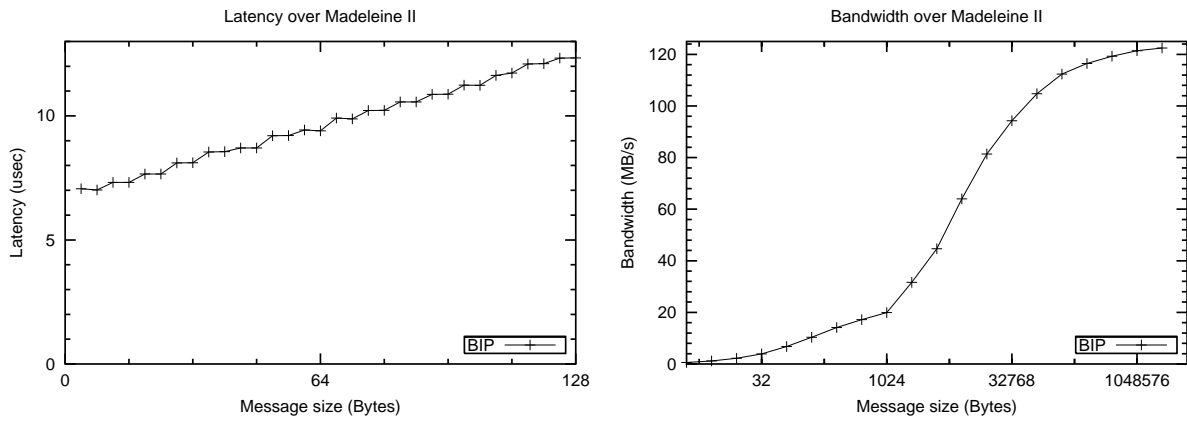 Latency over Madeleine II
10
5
0
Latency (usec)
BIP
0 64 128
Message size (Bytes)
Bandwidth over Madeleine II
120
100
80
60
40
20
0
Bandwidth (MB/s)
BIP
32 1024 32768 1048576
Message size (Bytes)